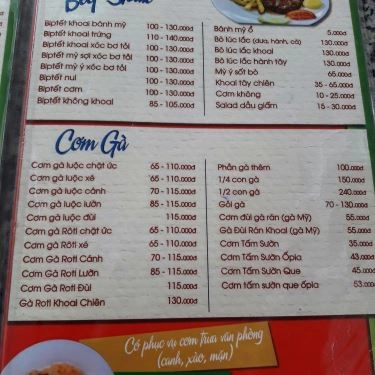 Biptết khoai bánh mỳ 100 - 130.000đ
Biptết khoai trứng 110 - 140.000đ
Biptết khoai xóc bơ tỏi 100 - 130.000đ
Biptết mỳ sợi xóc bơ tỏi 100 - 130.000đ
Biptết mỳ ý xóc bơ tỏi 100 - 130.000đ
Biptết nui 100 - 130.000đ
Biptết cơm 100 - 130.000đ
Biptết không khoai 85 - 105.000đ
Bánh mỳ ổ 5.000đ
Bò lúc lắc (dưa, hành, cà) 130.000đ
Bò lúc lắc khoai 130.000đ
Bò lúc lắc hành tây 130.000đ
Mỳ ý sốt bò 65.000đ
Khoai tây chiên 35 - 65.000đ
Cơm không 10 - 25.000đ
Salad dầu giấm 15 - 30.000đ
Cơm Gà
Cơm gà luộc chặt ức 65 - 110.000đ
Cơm gà luộc xé 65 - 110.000đ
Cơm gà luộc cánh 70 - 115.000đ
Cơm gà luộc lườn 85 - 115.000đ
Cơm gà luộc đùi 115.000đ
Cơm gà Rôti chặt ức 65 - 110.000đ
Cơm gà Rôti xé 65 - 110.000đ
Cơm gà Roti Cánh 70 - 115.000đ
Cơm gà Roti Lườn 85 - 115.000đ
Cơm gà Roti Đùi 115.000đ
Gà Roti Khoai Chiên 130.000đ
Phần gà thêm 100.000đ
1/4 con gà 150.000đ
1/2 con gà 240.000đ
Gỏi gà 70 - 130.000đ
Cơm đùi gà rán (gà Mỹ) 55.000đ
Gà Đùi Rán Khoai (gà Mỹ) 55.000đ
Cơm Tấm Sườn 35.000đ
Cơm Tấm Sườn Ốpla 43.000đ
Cơm Tấm Sườn Que 45.000đ
Cơm tấm sườn que ốpla 53.000đ
Có phục vụ cơm trưa văn phòng
(canh, xào, mặn)